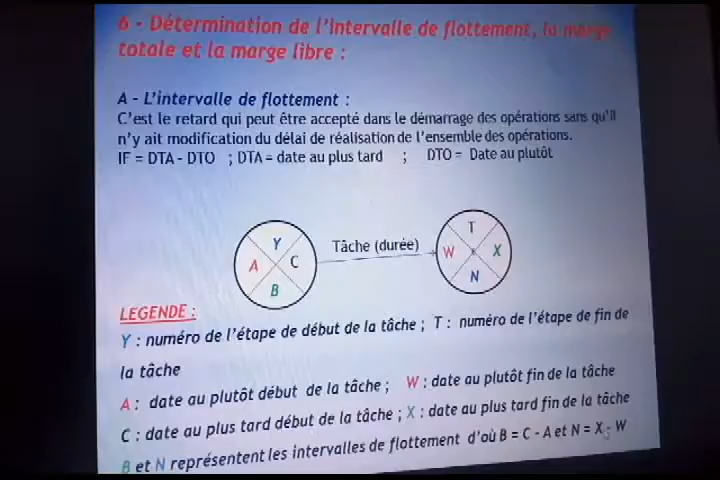 6 - Détermination de l'intervalle de flottement, la marge
totale et la marge libre :
A - L'intervalle de flottement :
C'est le retard qui peut être accepté dans le démarrage des opérations sans qu'il
n'y ait modification du délai de réalisation de l'ensemble des opérations.
IF = DTA - DTO ; DTA = date au plus tard ; DTO = Date au plutôt
Y
A C
B
Tâche (durée)
T
W X
N
LEGENDE :
Y : numéro de l'étape de début de la tâche ; T : numéro de l'étape de fin de
la tâche
A : date au plutôt début de la tâche ; W : date au plutôt fin de la tâche
C : date au plus tard début de la tâche ; X : date au plus tard fin de la tâche
B et N représentent les intervalles de flottement d'où B = C - A et N = X - W